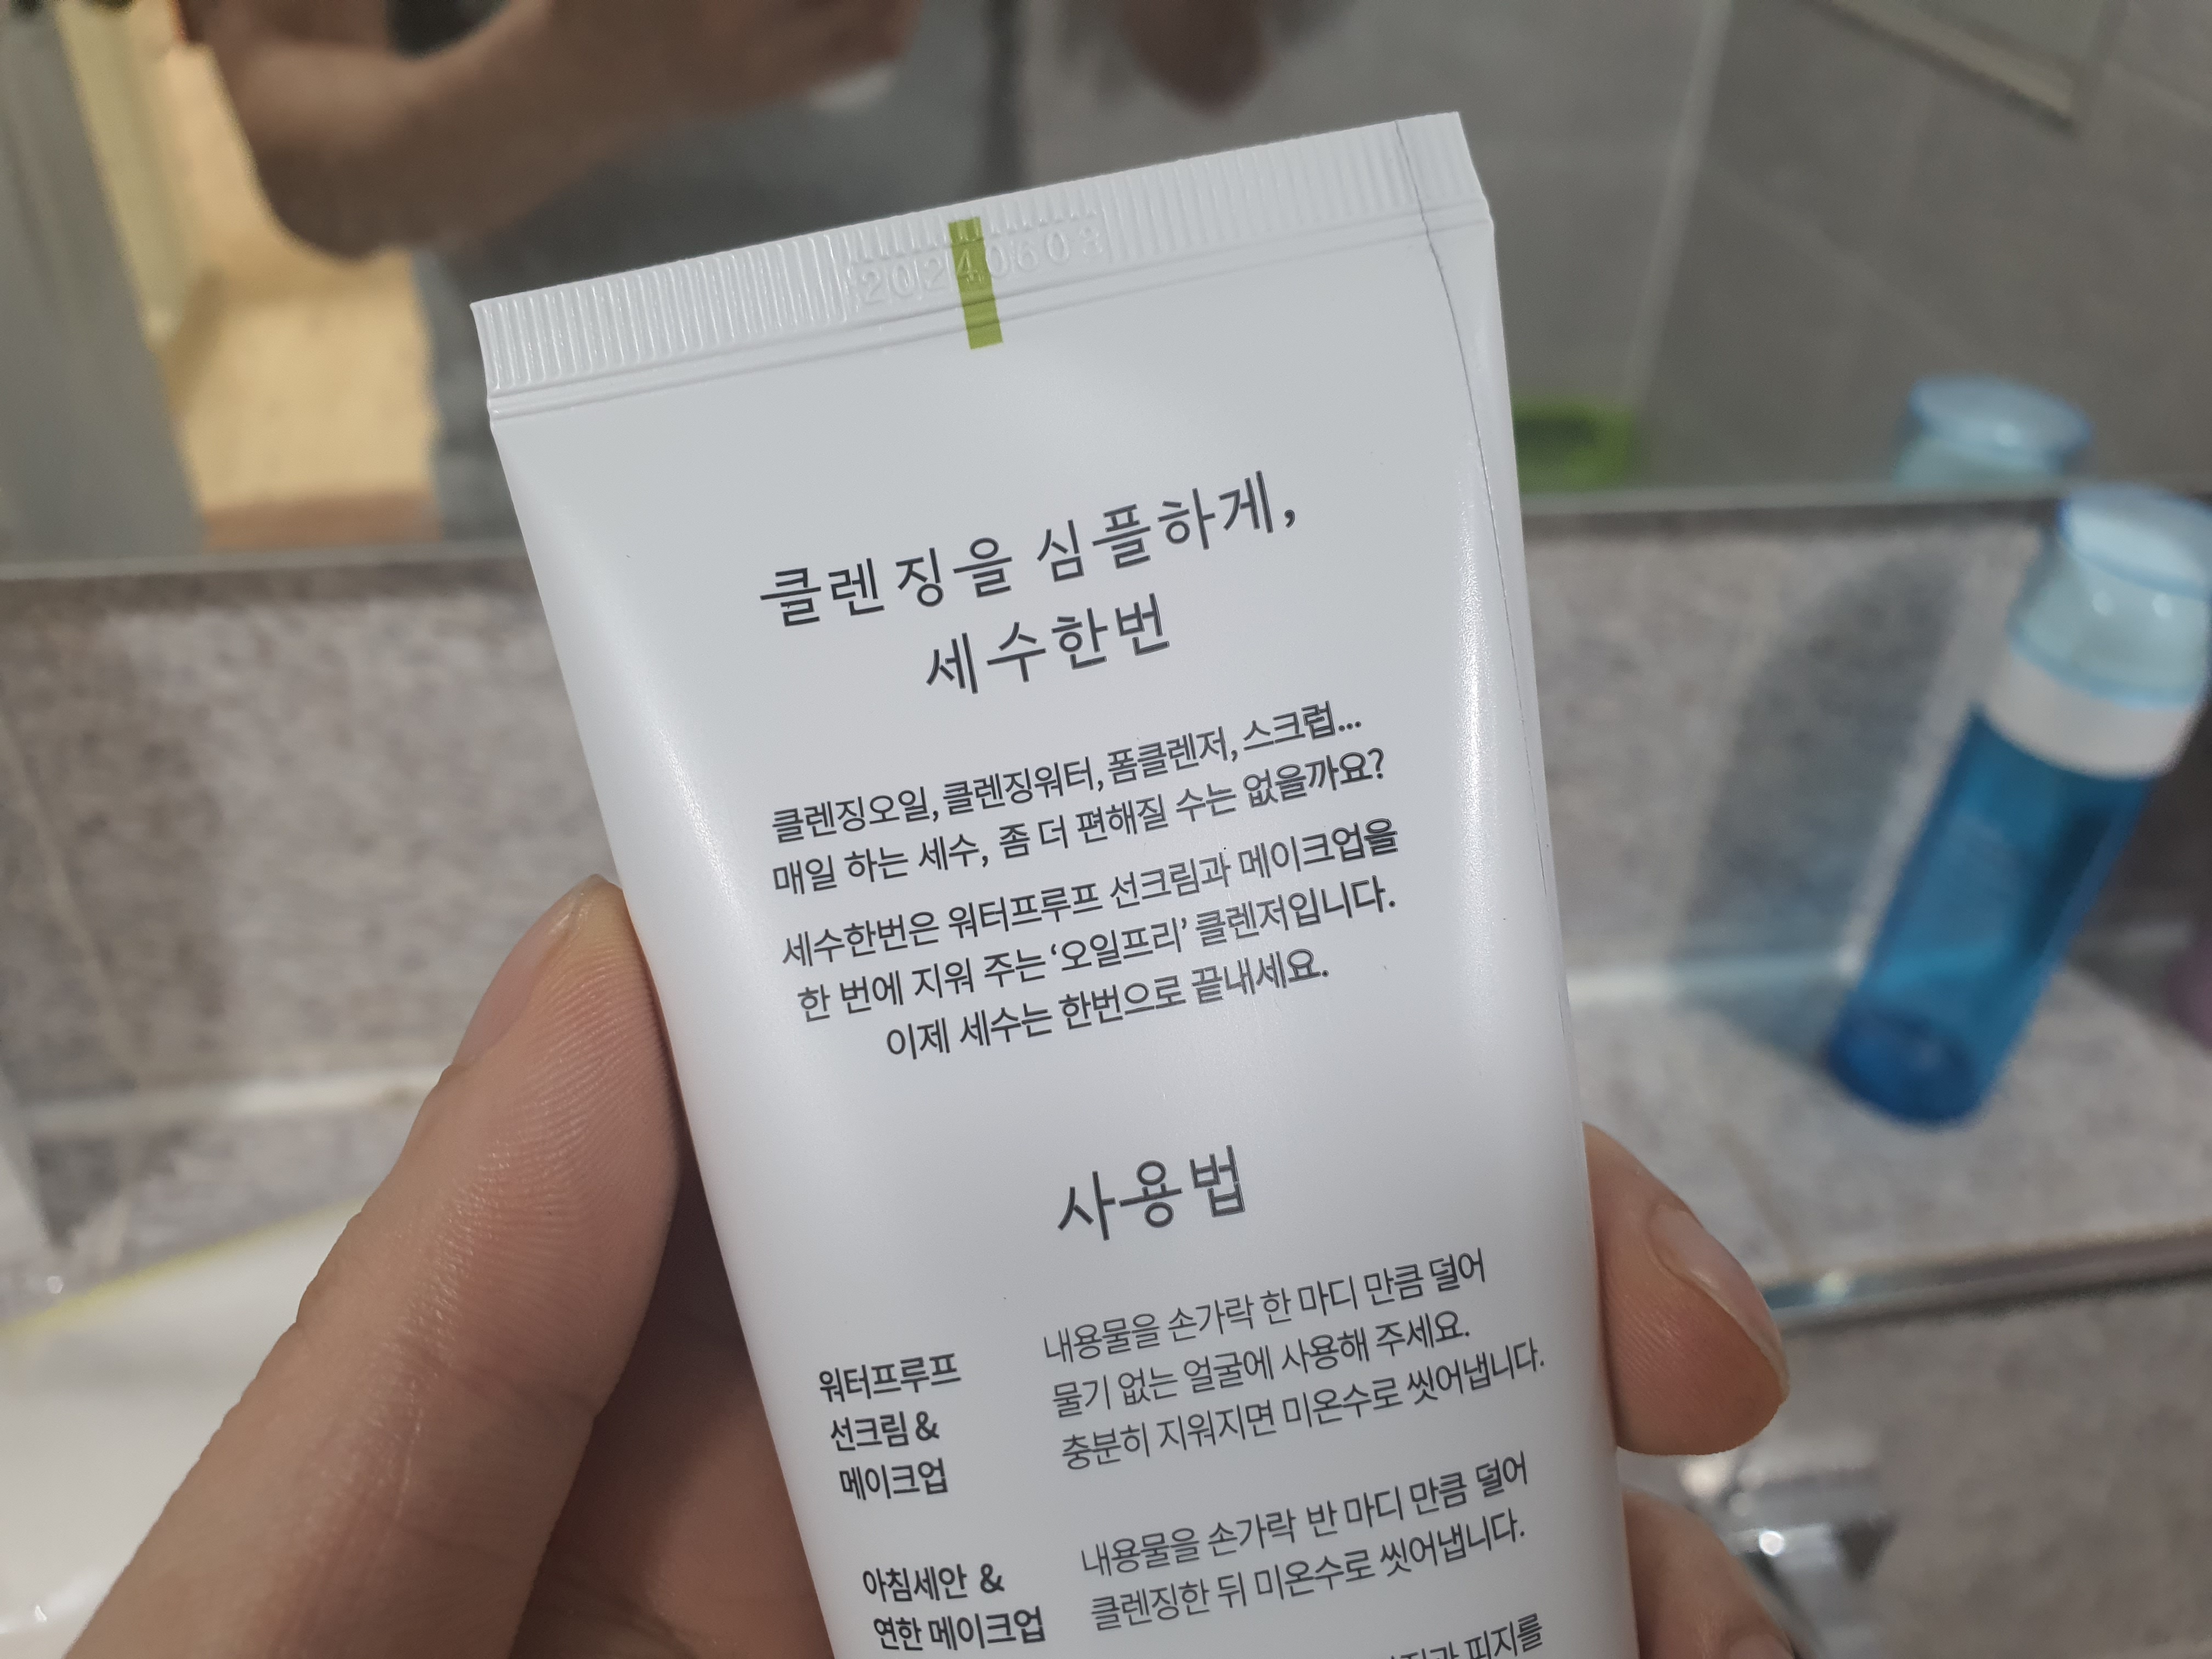 20240603
클렌징을 심플하게,
세수한번
클렌징오일, 클렌징워터, 폼클렌저, 스크럽...
매일 하는 세수, 좀 더 편해질 수는 없을까요?
세수한번은 워터프루프 선크림과 메이크업을
한 번에 지워 주는 ‘오일프리’ 클렌저입니다.
이제 세수는 한번으로 끝내세요.
사용법
워터프루프
선크림 &
메이크업
내용물을 손가락 한 마디 만큼 덜어
물기 없는 얼굴에 사용해 주세요.
충분히 지워지면 미온수로 씻어냅니다.
아침세안 &
연한 메이크업
내용물을 손가락 반 마디 만큼 덜어
클렌징한 뒤 미온수로 씻어냅니다.
피지를